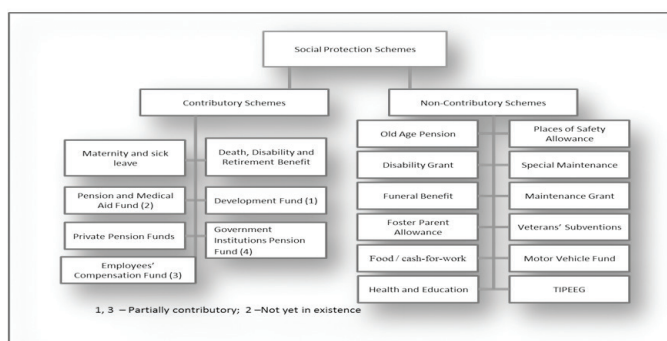 Social Protection Schemes
Contributory Schemes
Maternity and sick
leave
Death, Disability and
Retirement Benefit
Pension and Medical
Aid Fund (2)
Development Fund (1)
Private Pension Funds
Government
Institutions Pension
Fund (4)
Employees'
Compensation Fund (3)
Non-Contributory Schemes
Old Age Pension
Places of Safety
Allowance
Disability Grant
Special Maintenance
Funeral Benefit
Maintenance Grant
Foster Parent
Allowance
Veterans' Subventions
Food / cash-for-work
Motor Vehicle Fund
Health and Education
TIPEEG
1, 3 – Partially contributory; 2 –Not yet in existence